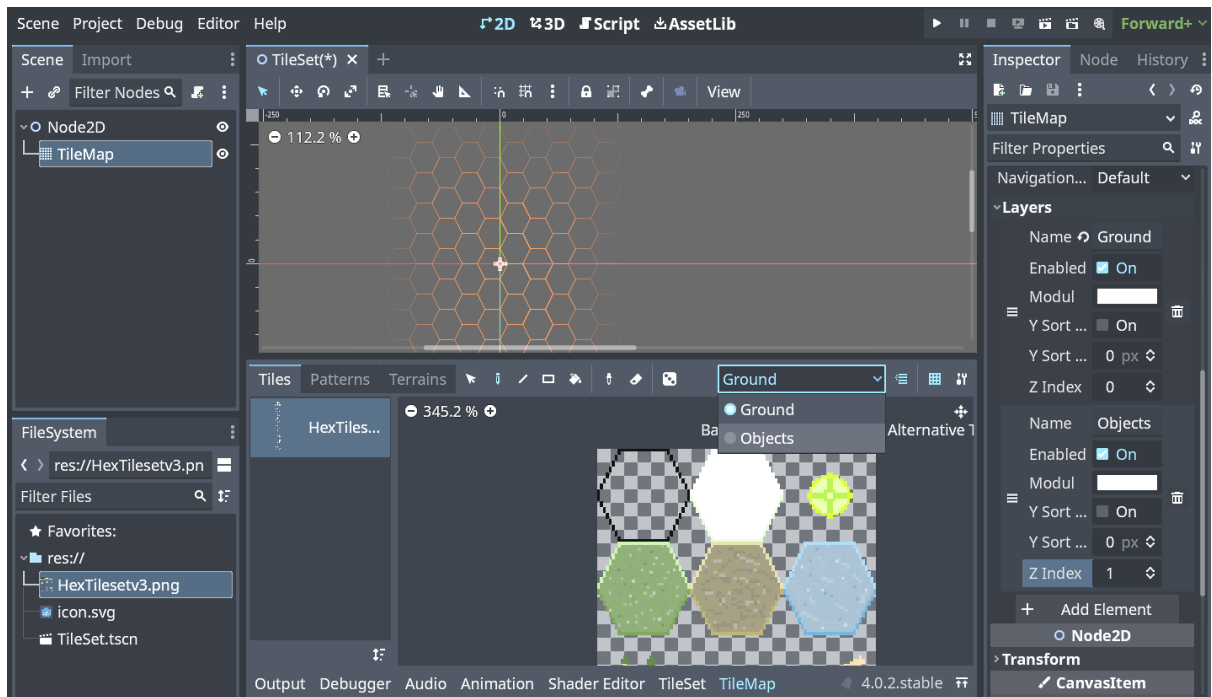 Scene Project Debug Editor Help
2D 3D Script AssetLib
Forward+
Scene Import
Filter Nodes
Node2D
TileMap
TileSet(*)
View
-250 0 250
112.2 %
0
Tiles Patterns Terrains
Ground
Ground
Objects
HexTiles...
345.2 %
Ba
Alternative T
FileSystem
res://HexTilesetv3.pn
Filter Files
Favorites:
res://
HexTilesetv3.png
icon.svg
TileSet.tscn
Output Debugger Audio Animation Shader Editor TileSet TileMap
4.0.2.stable
Inspector Node History
TileMap
Filter Properties
Navigation... Default
Layers
Name Ground
Enabled On
Modul
Y Sort ... On
Y Sort ... 0 px
Z Index 0
Name Objects
Enabled On
Modul
Y Sort ... On
Y Sort ... 0 px
Z Index 1
+ Add Element
Node2D
Transform
CanvasItem